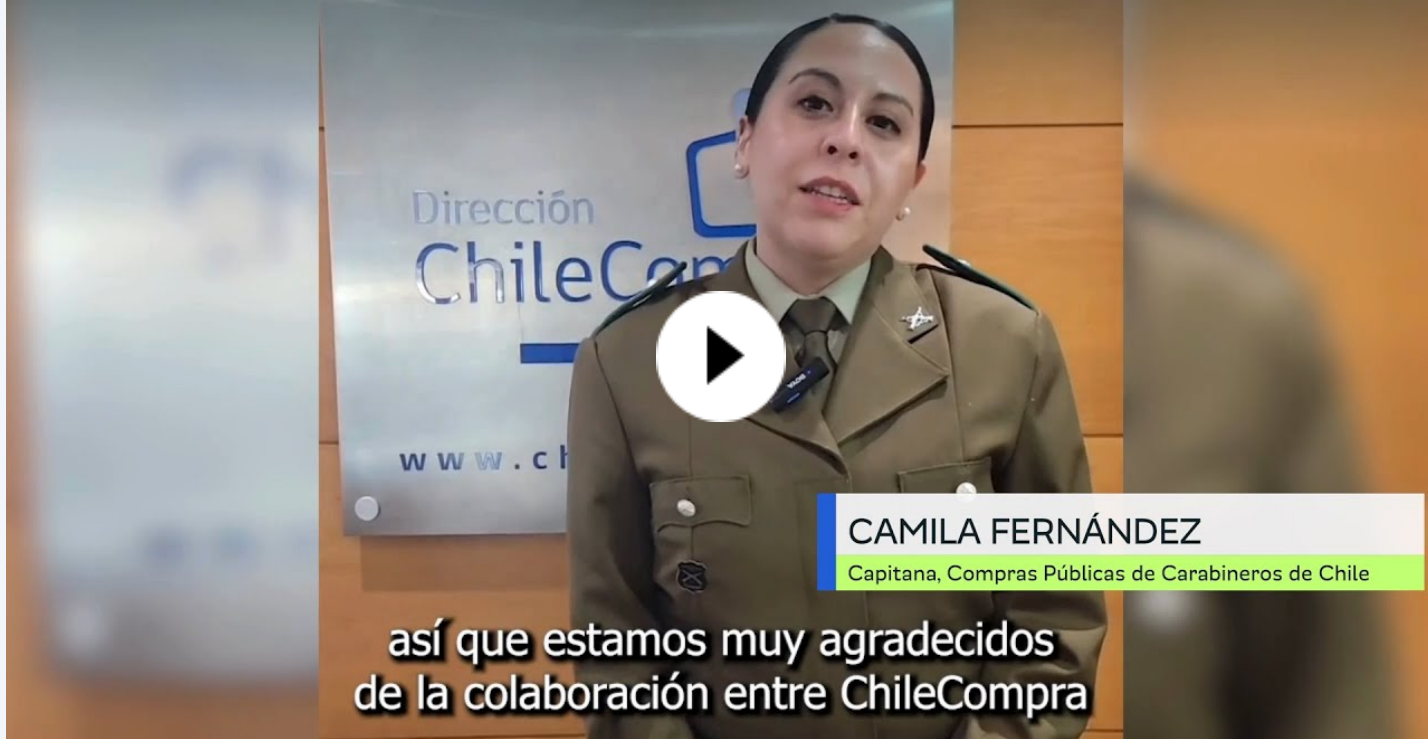 Dirección
ChileCom
www.ch
CAMILA FERNÁNDEZ
Capitana, Compras Públicas de Carabineros de Chile
así que estamos muy agradecidos
de la colaboración entre ChileCompra